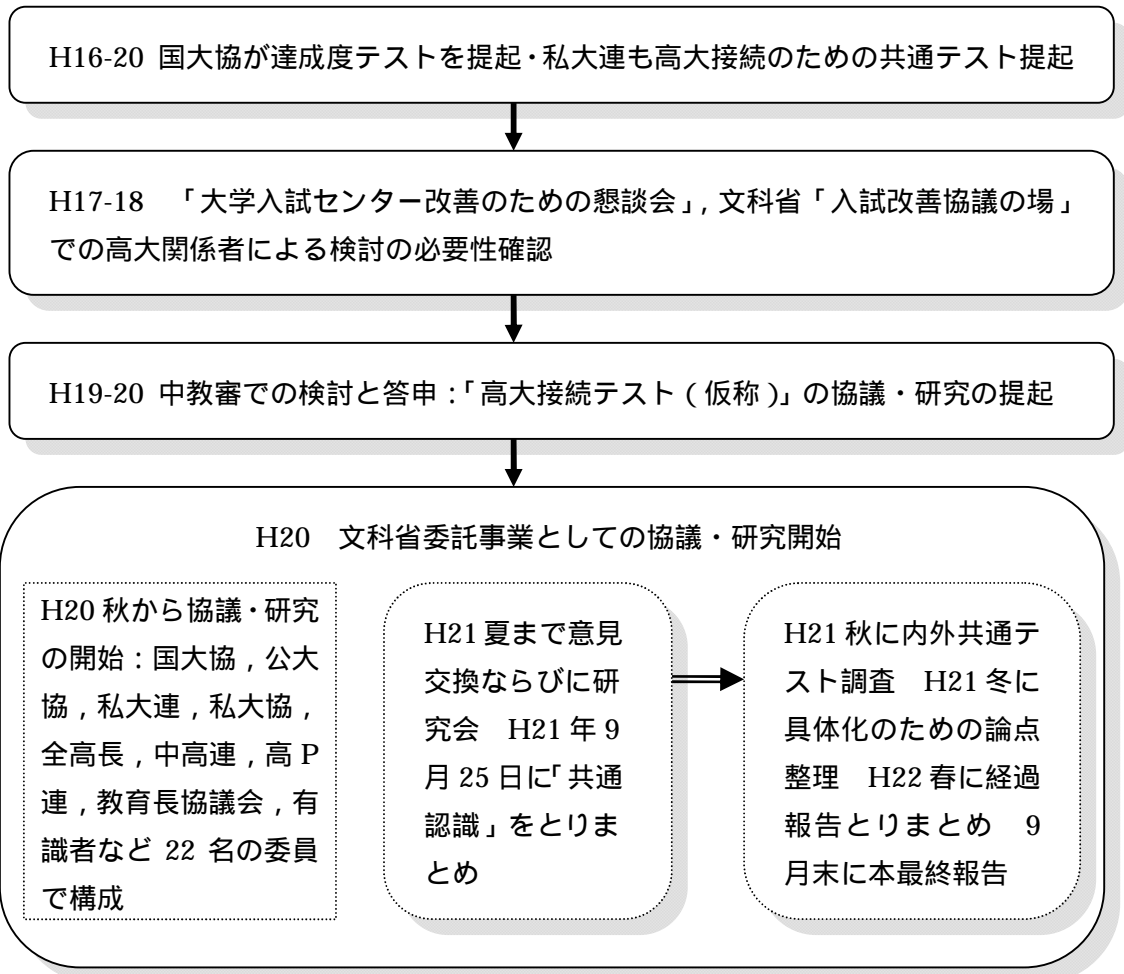 H16-20 国大協が達成度テストを提起・私大連も高大接続のための共通テスト提起
H17-18 「大学入試センター改善のための懇談会」,文科省「入試改善協議の場」
での高大関係者による検討の必要性確認
H19-20 中教審での検討と答申:「高大接続テスト(仮称)」の協議・研究の提起
H20 文科省委託事業としての協議・研究開始
H20 秋から協議・研究
の開始:国大協,公大
協,私大連,私大協,
全高長,中高連,高 P
連,教育長協議会,有
識者など 22 名の委員
で構成
H21 夏まで意見
交換ならびに研
究会 H21 年 9
月 25 日に「共通
認識」をとりま
とめ
H21 秋に内外共通テ
スト調査 H21 冬に
具体化のための論点
整理 H22 春に経過
報告とりまとめ 9
月末に本最終報告